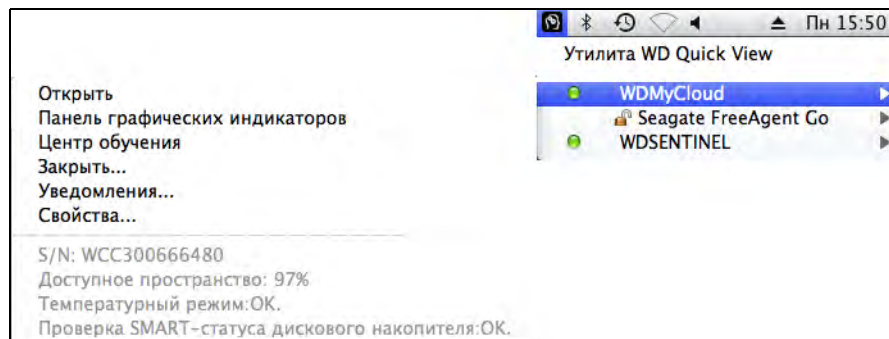 Пн 15:50
Утилита WD Quick View
WDMyCloud
Seagate FreeAgent Go
WDSENTINEL
Открыть
Панель графических индикаторов
Центр обучения
Закрыть...
Уведомления...
Свойства...
S/N: WCC300666480
Доступное пространство: 97%
Температурный режим:OK.
Проверка SMART-статуса дискового накопителя:OK.